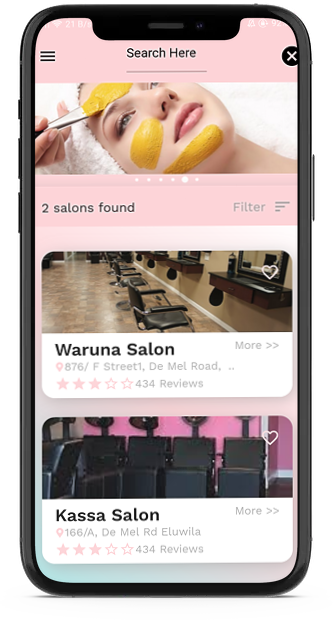 Search Here
2 salons found
Filter
Waruna Salon
More >>
876/ F Street1, De Mel Road, ..
434 Reviews
Kassa Salon
More >>
166/A, De Mel Rd Eluwila
434 Reviews